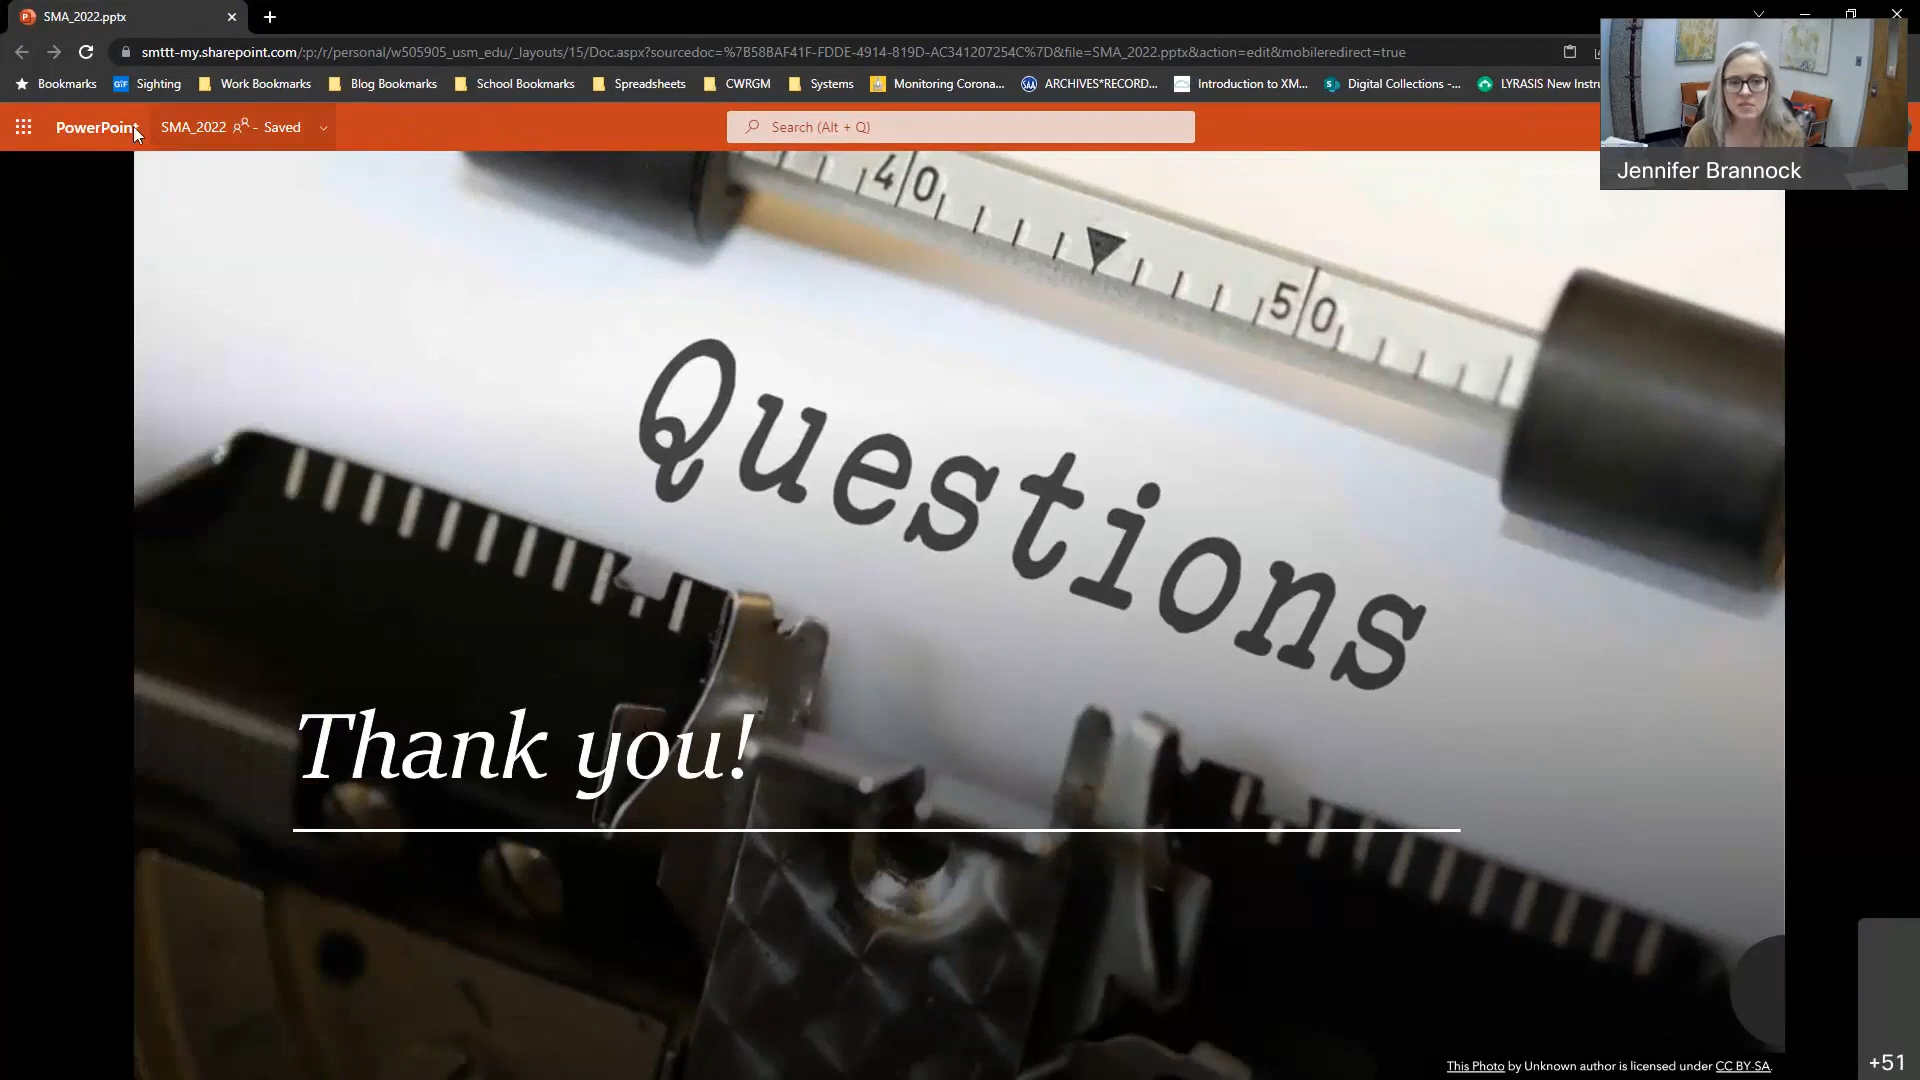 SMA_2022.pptx
smttt-my.sharepoint.com/:p:/r/personal/w505905_usm_edu/_layouts/15/Doc.aspx?sourcedoc=%7B58BAF41F-FDDE-4914-819D-AC341207254C%7D&file=SMA_2022.pptx&action=edit&mobileredirect=true
Bookmarks GIF Sighting Work Bookmarks Blog Bookmarks School Bookmarks Spreadsheets CWRGM Systems Monitoring Corona... SAA ARCHIVES*RECORD... Introduction to XM... Digital Collections -... LYRASIS New Instru
PowerPoint SMA_2022 - Saved Search (Alt + Q)
Jennifer Brannock
40
50
Questions
Thank you!
This Photo by Unknown author is licensed under CC BY-SA.
+51